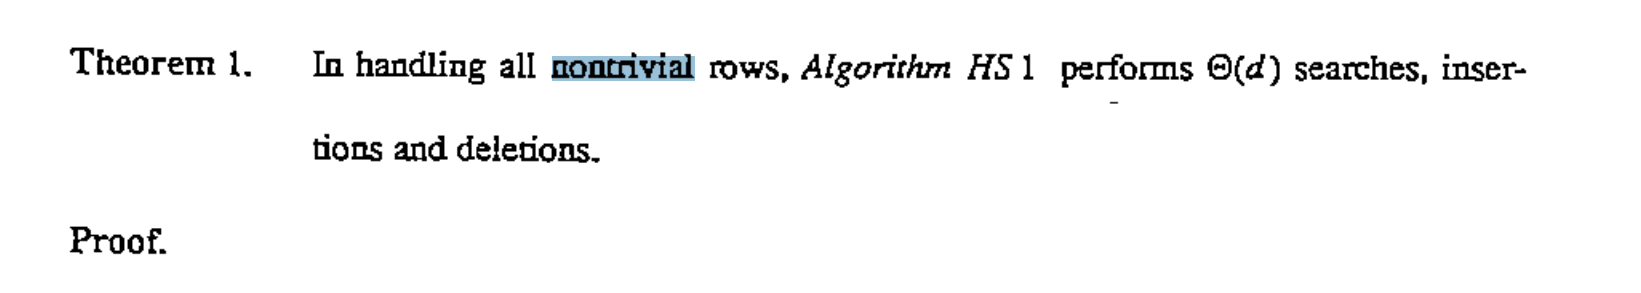 Theorem 1. In handling all nontrivial rows, Algorithm HS 1 performs Θ(d) searches, inser-
tions and deletions.
Proof.